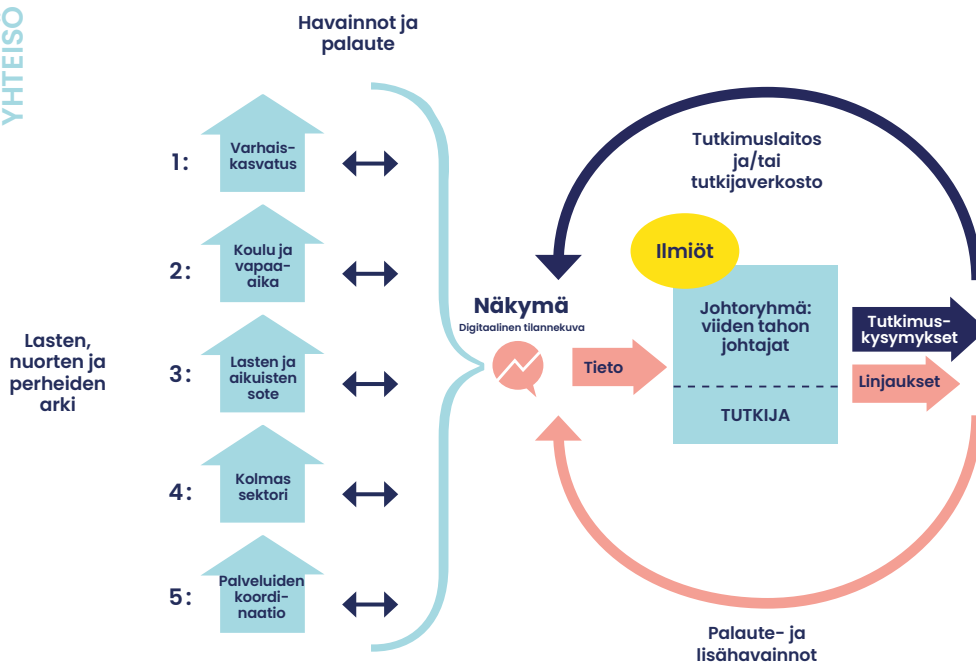 YHTEISÖ
Havainnot ja
palaute
Lasten,
nuorten ja
perheiden
arki
1:
Varhais-
kasvatus
2:
Koulu ja
vapaa-
aika
3:
Lasten ja
aikuisten
sote
4:
Kolmas
sektori
5:
Palveluiden
koordi-
naatio
Näkymä
Digitaalinen tilannekuva
Tieto
Tutkimuslaitos
ja/tai
tutkijaverkosto
Ilmiöt
Johtoryhmä:
viiden tahon
johtajat
TUTKIJA
Tutkimus-
kysymykset
Linjaukset
Palaute- ja
lisähavainnot